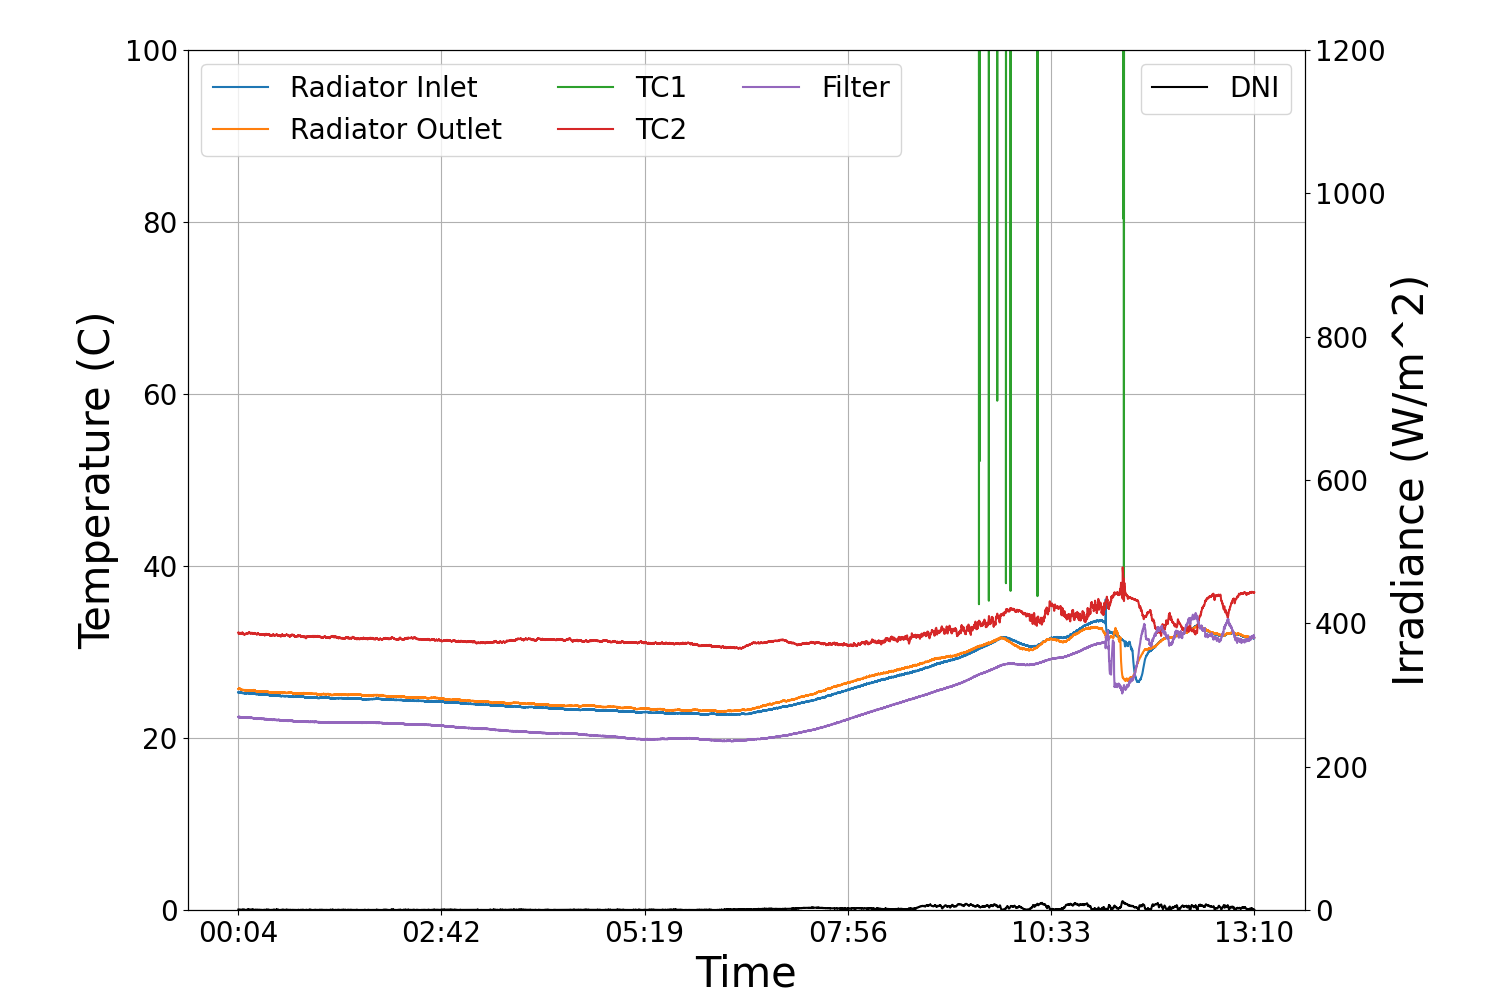 Radiator Inlet
Radiator Outlet
TC1
TC2
Filter
DNI
100
80
60
40
20
0
Temperature (C)
1200
1000
800
600
400
200
0
Irradiance (W/m^2)
00:04 02:42 05:19 07:56 10:33 13:10
Time